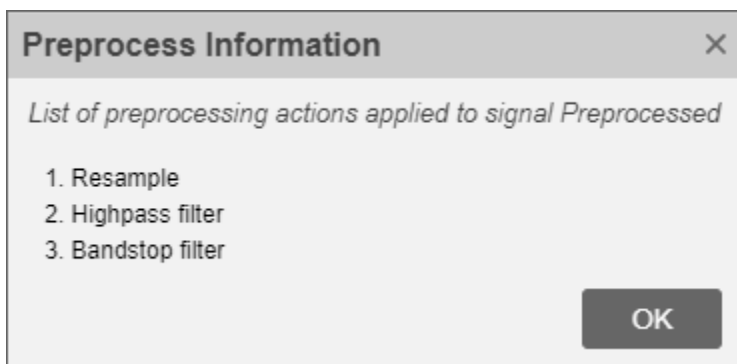 Preprocess Information ×
List of preprocessing actions applied to signal Preprocessed
1. Resample
2. Highpass filter
3. Bandstop filter
OK